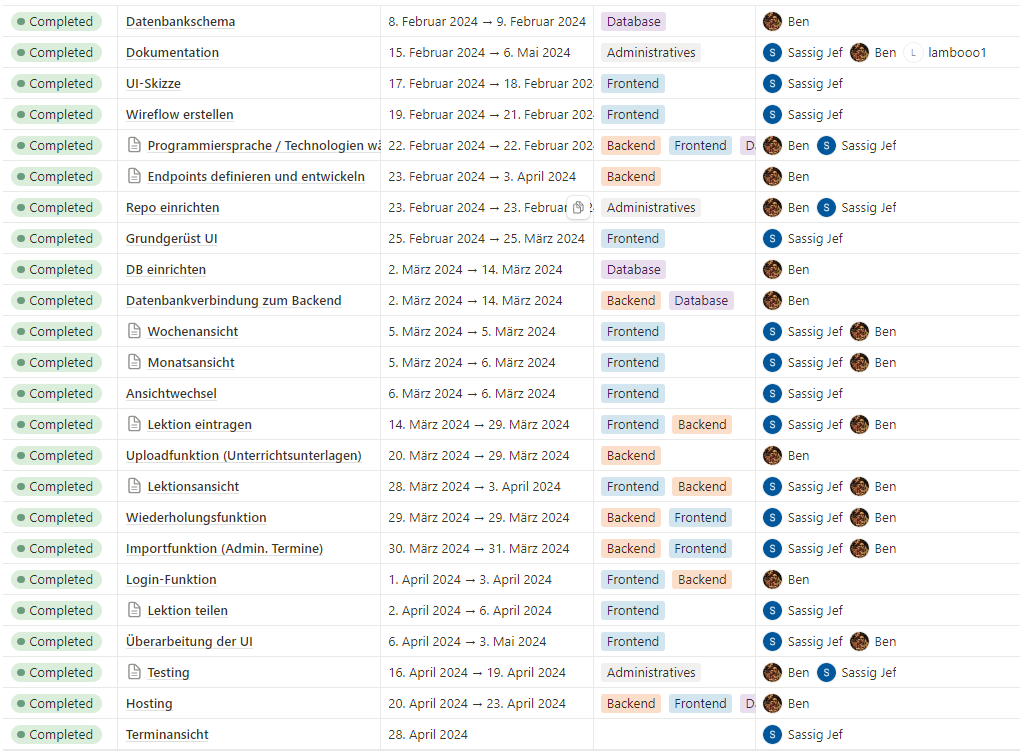 Completed Datenbankschema 8. Februar 2024 → 9. Februar 2024 Database Ben
Completed Dokumentation 15. Februar 2024 → 6. Mai 2024 Administratives S Sassig Jef Ben L lambooo1
Completed UI-Skizze 17. Februar 2024 → 18. Februar 202 Frontend S Sassig Jef
Completed Wireflow erstellen 19. Februar 2024 → 21. Februar 202 Frontend S Sassig Jef
Completed Programmiersprache / Technologien wä 22. Februar 2024 → 22. Februar 202 Backend Frontend D Ben S Sassig Jef
Completed Endpoints definieren und entwickeln 23. Februar 2024 → 3. April 2024 Backend Ben
Completed Repo einrichten 23. Februar 2024 → 23. Februar Administratives Ben S Sassig Jef
Completed Grundgerüst UI 25. Februar 2024 → 25. März 2024 Frontend S Sassig Jef
Completed DB einrichten 2. März 2024 → 14. März 2024 Database Ben
Completed Datenbankverbindung zum Backend 2. März 2024 → 14. März 2024 Backend Database Ben
Completed Wochenansicht 5. März 2024 → 5. März 2024 Frontend S Sassig Jef Ben
Completed Monatsansicht 5. März 2024 → 6. März 2024 Frontend S Sassig Jef Ben
Completed Ansichtwechsel 6. März 2024 → 6. März 2024 Frontend S Sassig Jef
Completed Lektion eintragen 14. März 2024 → 29. März 2024 Frontend Backend S Sassig Jef Ben
Completed Uploadfunktion (Unterrichtsunterlagen) 20. März 2024 → 29. März 2024 Backend Ben
Completed Lektionsansicht 28. März 2024 → 3. April 2024 Frontend Backend S Sassig Jef Ben
Completed Wiederholungsfunktion 29. März 2024 → 29. März 2024 Backend Frontend S Sassig Jef Ben
Completed Importfunktion (Admin. Termine) 30. März 2024 → 31. März 2024 Backend Frontend S Sassig Jef Ben
Completed Login-Funktion 1. April 2024 → 3. April 2024 Frontend Backend Ben
Completed Lektion teilen 2. April 2024 → 6. April 2024 Frontend S Sassig Jef
Completed Überarbeitung der UI 6. April 2024 → 3. Mai 2024 Frontend S Sassig Jef Ben
Completed Testing 16. April 2024 → 19. April 2024 Administratives Ben S Sassig Jef
Completed Hosting 20. April 2024 → 23. April 2024 Backend Frontend D Ben
Completed Terminansicht 28. April 2024 S Sassig Jef